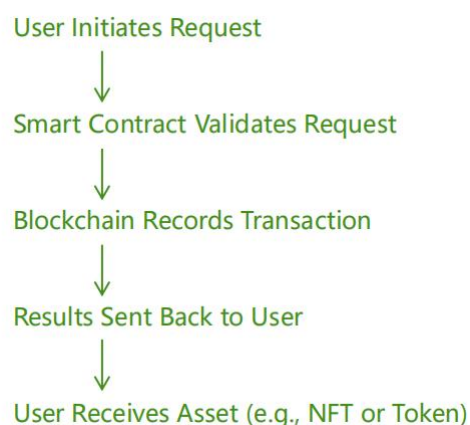 User Initiates Request
Smart Contract Validates Request
Blockchain Records Transaction
Results Sent Back to User
User Receives Asset (e.g., NFT or Token)